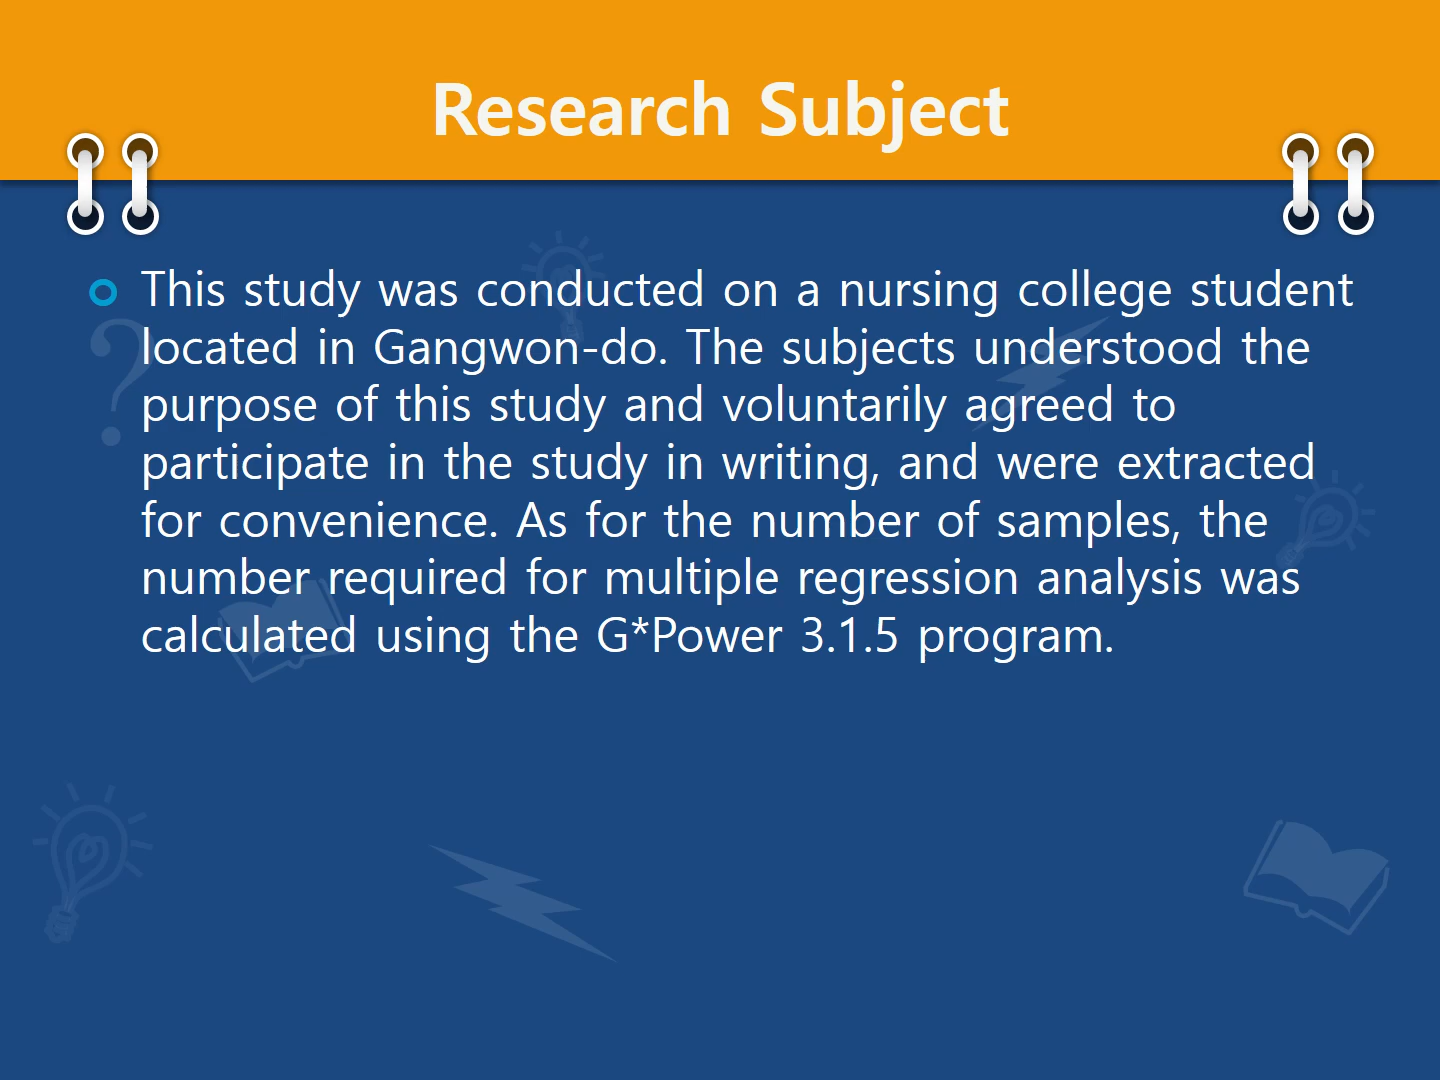 Research Subject
This study was conducted on a nursing college student
located in Gangwon-do. The subjects understood the
purpose of this study and voluntarily agreed to
participate in the study in writing, and were extracted
for convenience. As for the number of samples, the
number required for multiple regression analysis was
calculated using the G*Power 3.1.5 program.